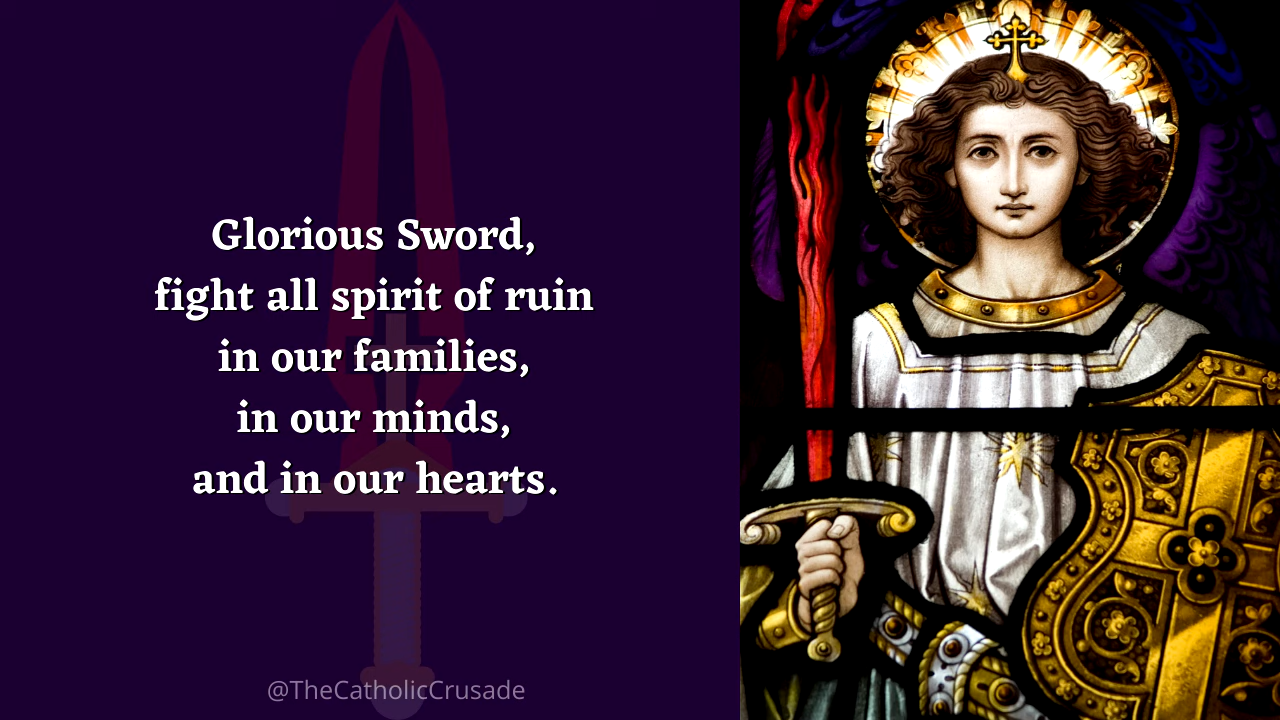 Glorious Sword,
fight all spirit of ruin
in our families,
in our minds,
and in our hearts.
@TheCatholicCrusade